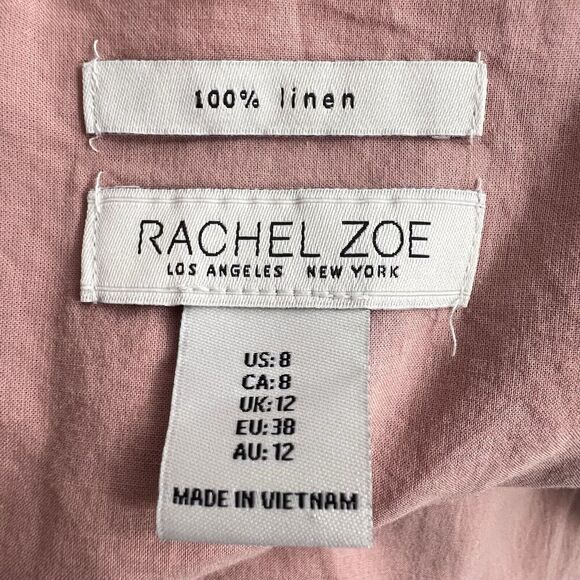 100% linen
RACHEL ZOE
LOS ANGELES NEW YORK
US: 8
CA: 8
UK: 12
EU: 38
AU: 12
MADE IN VIETNAM